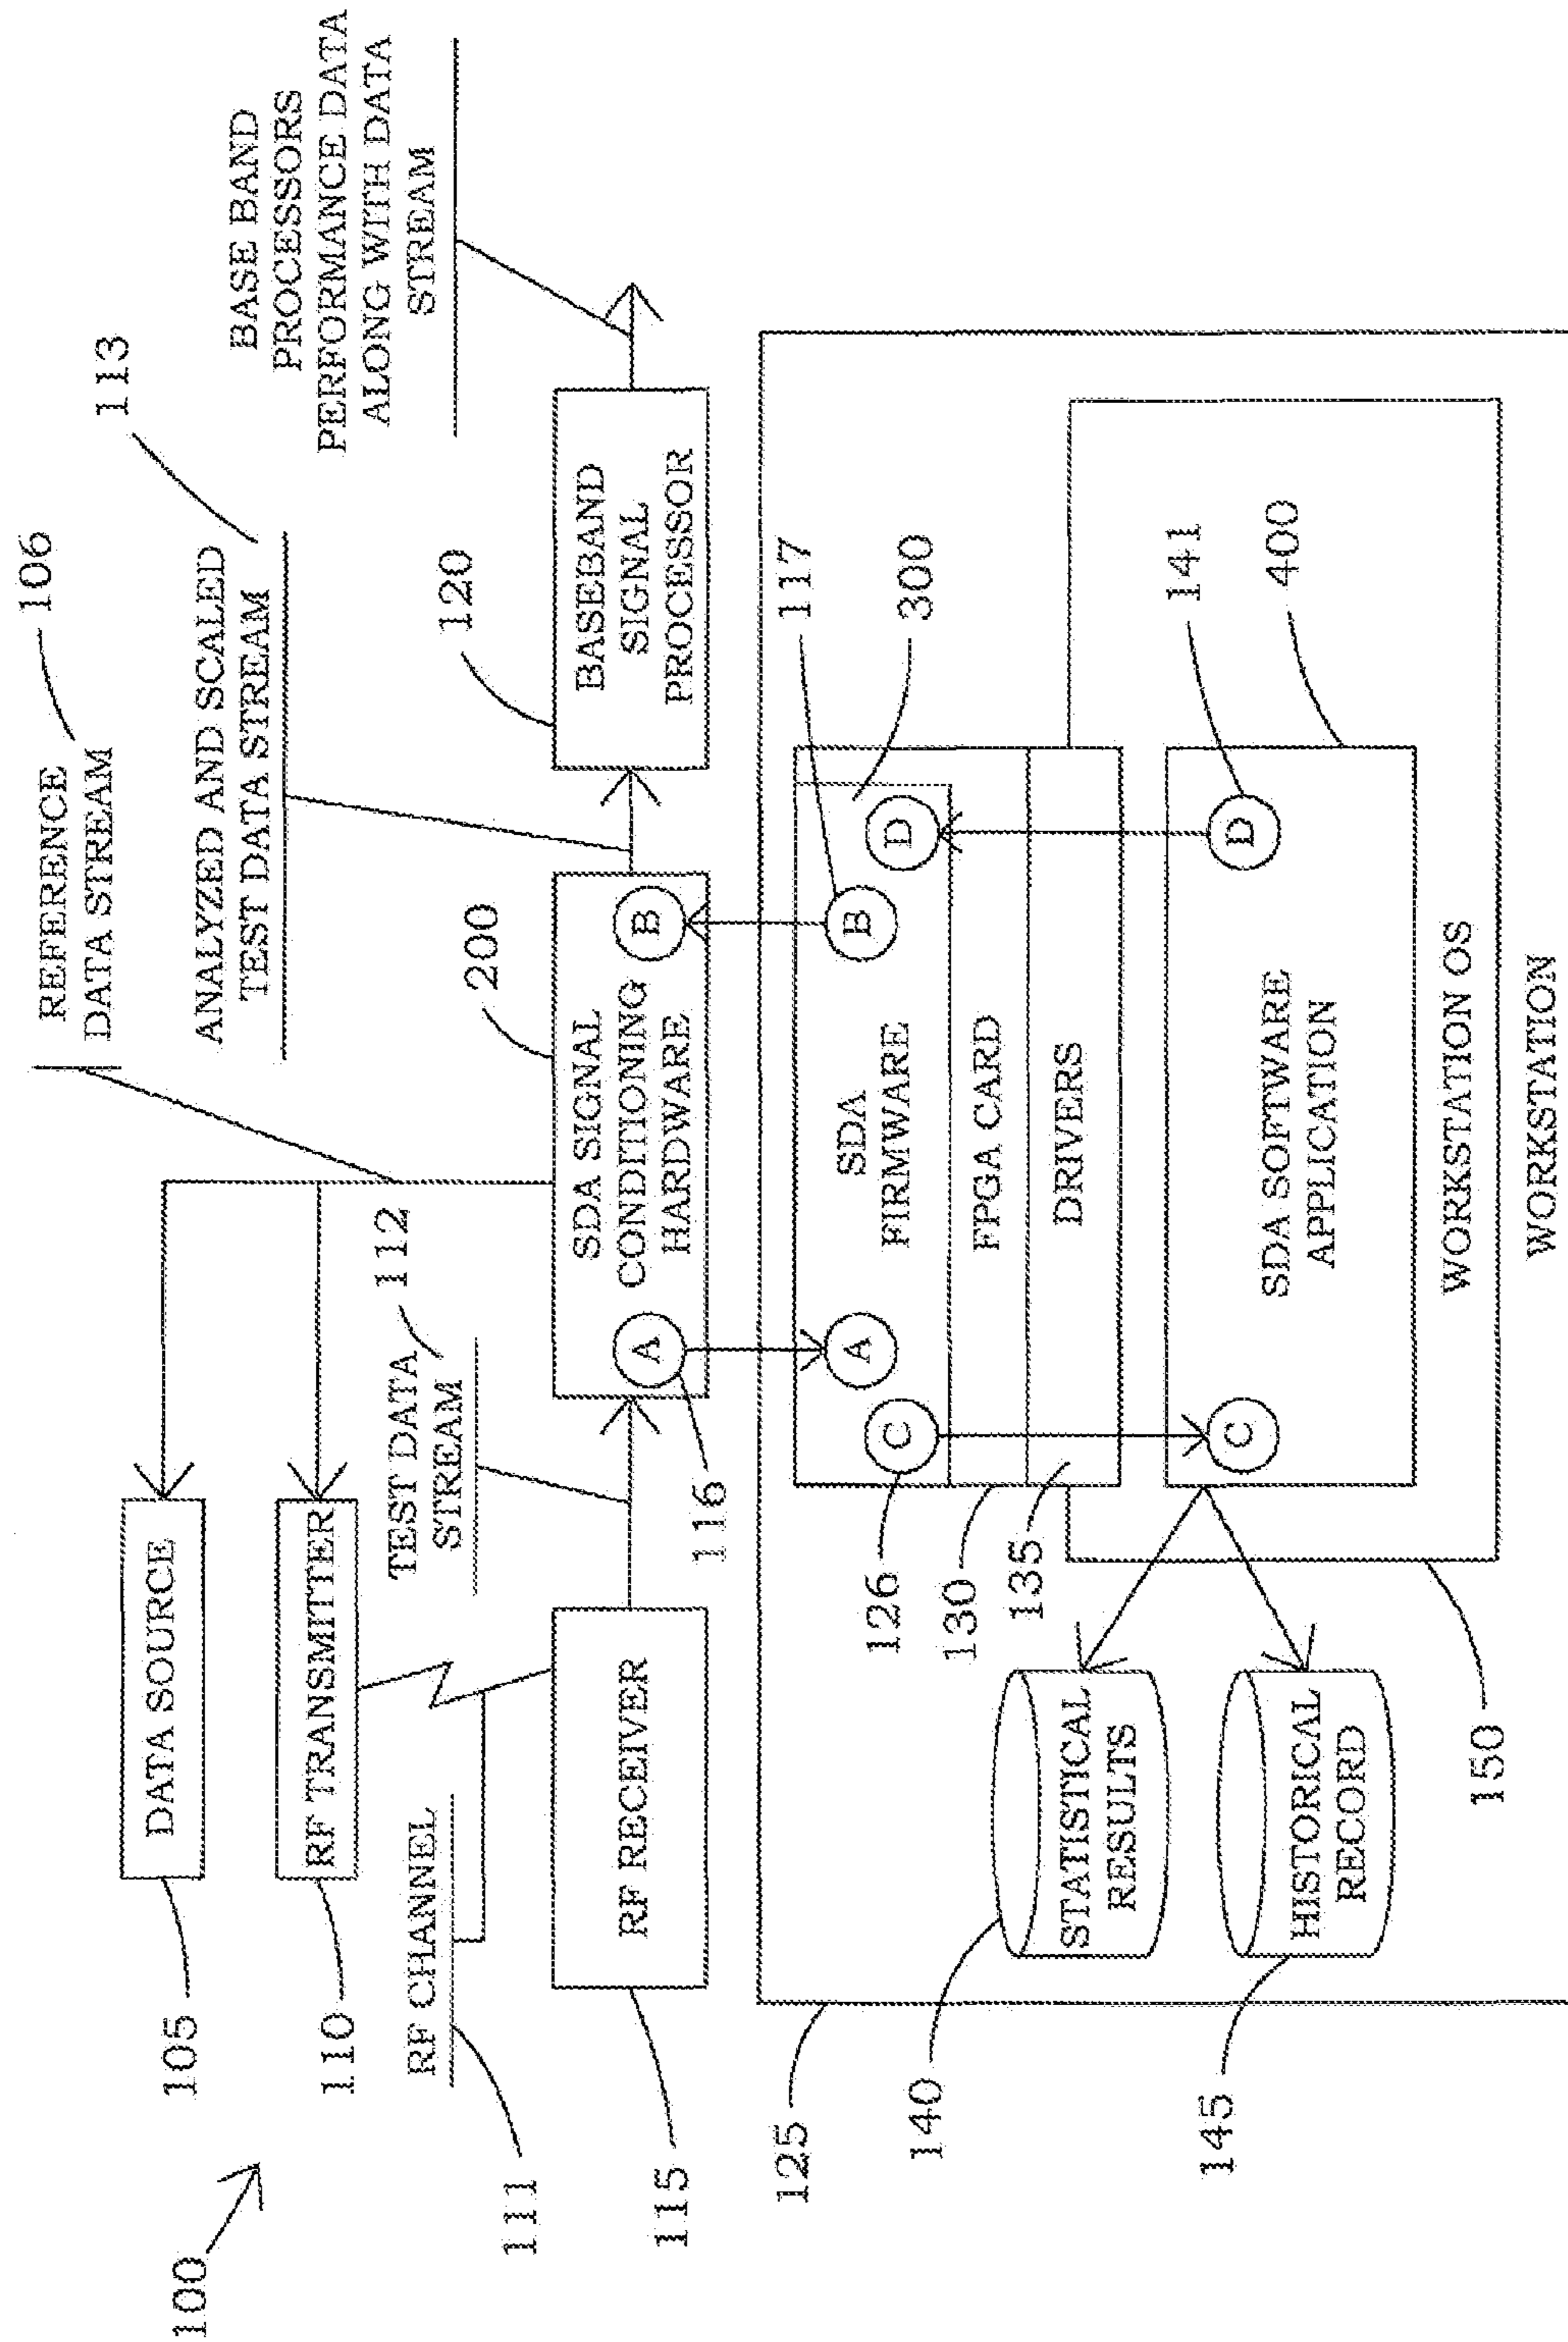 100
105
DATA SOURCE
110
RF TRANSMITTER
RF CHANNEL
111
115
RF RECEIVER
TEST DATA
STREAM
112
REFERENCE
DATA STREAM
106
ANALYZED AND SCALED
TEST DATA STREAM
113
200
SDA SIGNAL
CONDITIONING
HARDWARE
A
B
116
120
BASEBAND
SIGNAL
PROCESSOR
BASE BAND
PROCESSORS
PERFORMANCE DATA
ALONG WITH DATA
STREAM
125
126
130
135
C
A
SDA
FIRMWARE
B
D
117
300
FPGA CARD
DRIVERS
140
STATISTICAL
RESULTS
145
HISTORICAL
RECORD
150
C
SDA SOFTWARE
APPLICATION
D
141
400
WORKSTATION OS
WORKSTATION